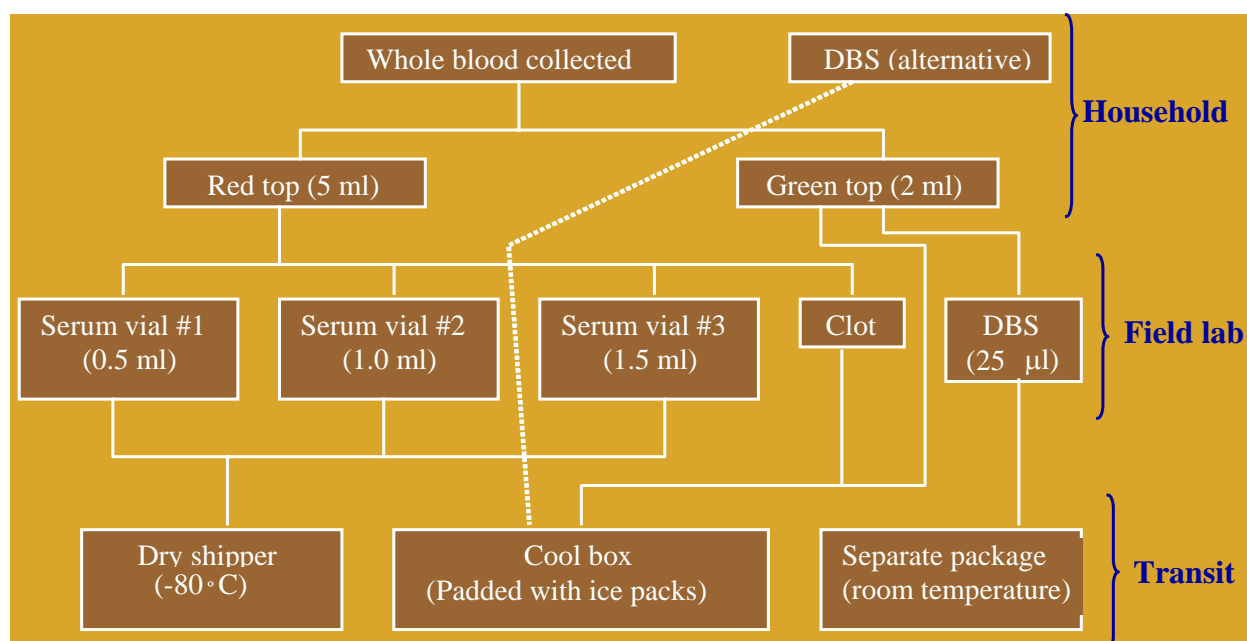 Whole blood collected
DBS (alternative)
Household
Red top (5 ml)
Green top (2 ml)
Serum vial #1
(0.5 ml)
Serum vial #2
(1.0 ml)
Serum vial #3
(1.5 ml)
Clot
DBS
(25 μl)
Field lab
Dry shipper
(-80°C)
Cool box
(Padded with ice packs)
Separate package
(room temperature)
Transit